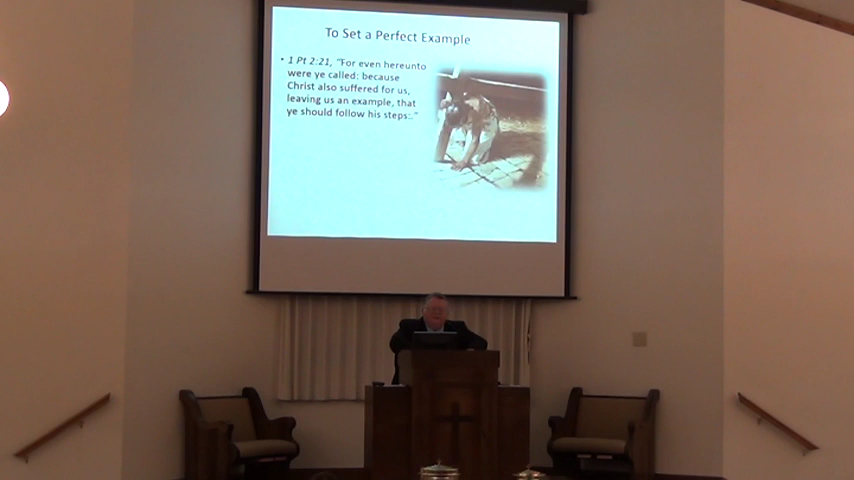 To Set a Perfect Example
• 1 Pt 2:21, "For even hereunto
were ye called: because
Christ also suffered for us,
leaving us an example, that
ye should follow his steps:."